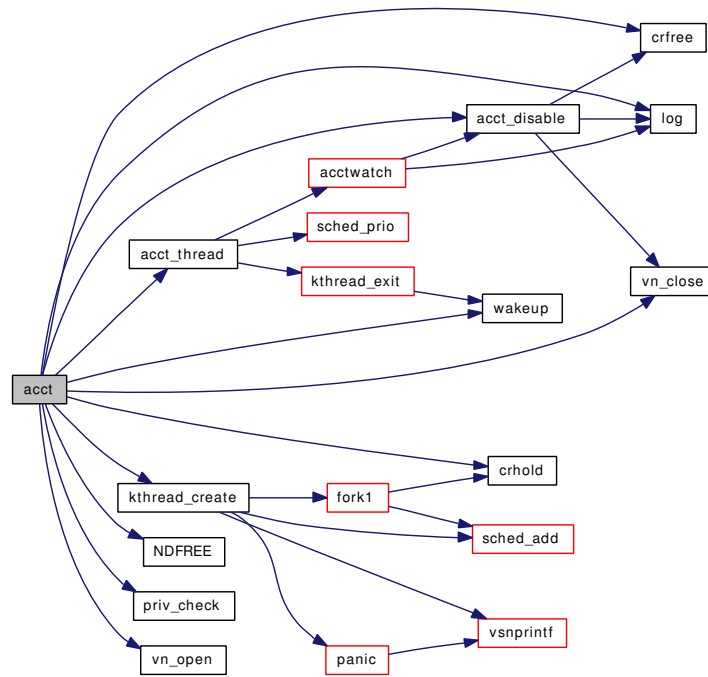 crfree
acct_disable
log
acctwatch
sched_prio
acct_thread
kthread_exit
vn_close
wakeup
acct
crhold
kthread_create
fork1
sched_add
NDFREE
priv_check
vsnprintf
vn_open
panic